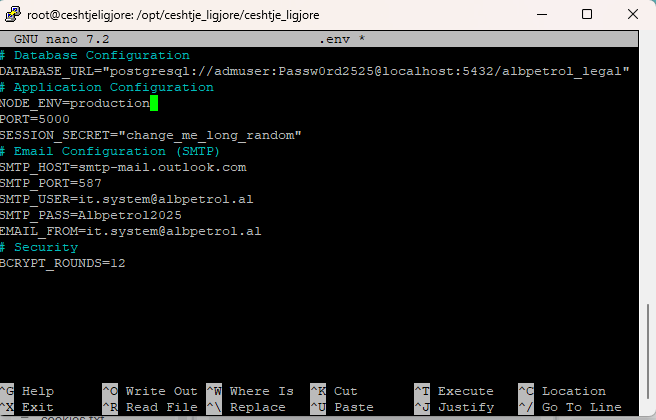 root@ceshtjeligjore: /opt/ceshtje_ligjore/ceshtje_ligjore
GNU nano 7.2 .env *
# Database Configuration
DATABASE_URL="postgresql://admuser:Passw0rd2525@localhost:5432/albpetrol_legal"
# Application Configuration
NODE_ENV=production
PORT=5000
SESSION_SECRET="change_me_long_random"
# Email Configuration (SMTP)
SMTP_HOST=smtp-mail.outlook.com
SMTP_PORT=587
SMTP_USER=it.system@albpetrol.al
SMTP_PASS=Albpetrol2025
EMAIL_FROM=it.system@albpetrol.al
# Security
BCRYPT_ROUNDS=12
^G Help ^O Write Out ^W Where Is ^K Cut ^T Execute ^C Location
^X Exit ^R Read File ^\ Replace ^U Paste ^J Justify ^/ Go To Line